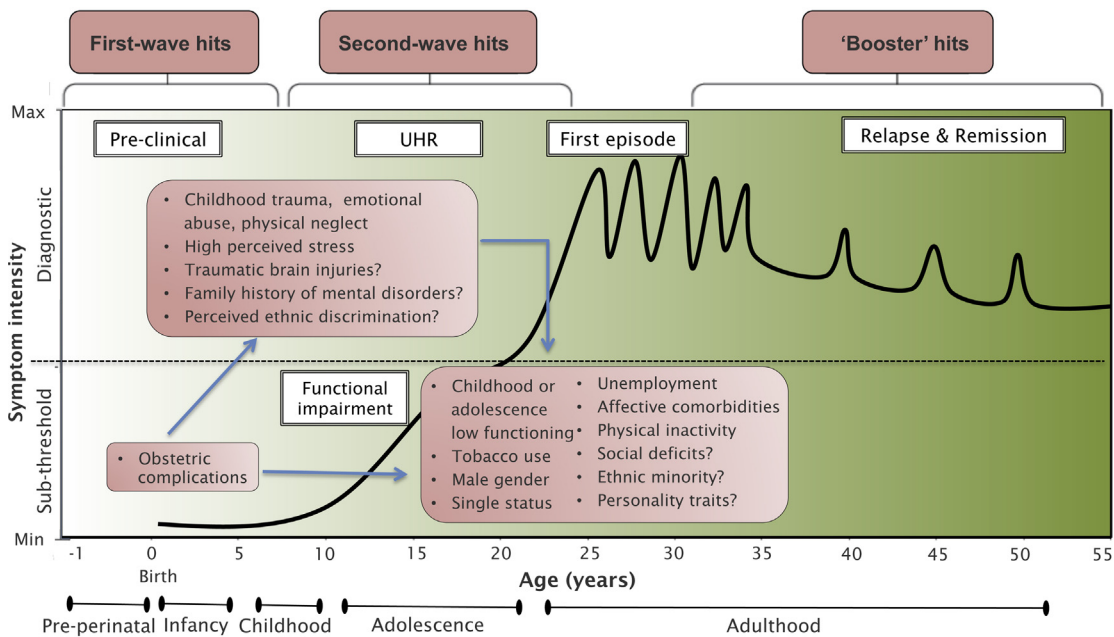 First-wave hits
Second-wave hits
‘Booster’ hits
Max
Pre-clinical
UHR
First episode
Relapse & Remission
• Childhood trauma, emotional
abuse, physical neglect
• High perceived stress
• Traumatic brain injuries?
• Family history of mental disorders?
• Perceived ethnic discrimination?
Symptom intensity
Diagnostic
Sub-threshold
Functional
impairment
• Obstetric
complications
• Childhood or
adolescence
low functioning
• Tobacco use
• Male gender
• Single status
• Unemployment
• Affective comorbidities
• Physical inactivity
• Social deficits?
• Ethnic minority?
• Personality traits?
Min
-1 0 5 10 15 20 25 30 35 40 45 50 55
Birth
Age (years)
Pre-perinatal Infancy Childhood Adolescence Adulthood